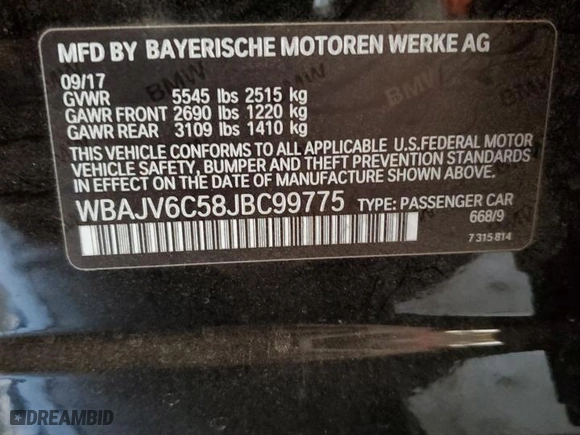 MFD BY BAYERISCHE MOTOREN WERKE AG
09/17
GVWR 5545 lbs 2515 kg
GAWR FRONT 2690 lbs 1220 kg
GAWR REAR 3109 lbs 1410 kg
THIS VEHICLE CONFORMS TO ALL APPLICABLE U.S.FEDERAL MOTOR
VEHICLE SAFETY, BUMPER AND THEFT PREVENTION STANDARDS
IN EFFECT ON THE DATE OF MANUFACTURE SHOWN ABOVE.
WBAJV6C58JBC99775 TYPE: PASSENGER CAR
668/9
7 315 814
DREAMBID